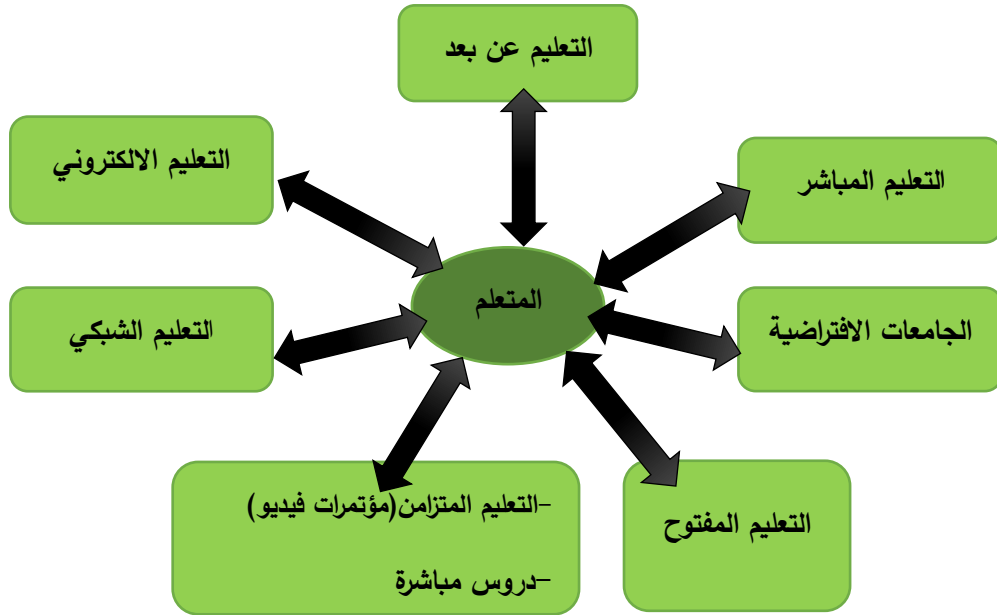 التعليم عن بعد
التعليم المباشر
التعليم الالكتروني
المتعلم
الجامعات الافتراضية
التعليم الشبكي
-التعليم المتزامن(مؤتمرات فيديو)
-دروس مباشرة
التعليم المفتوح